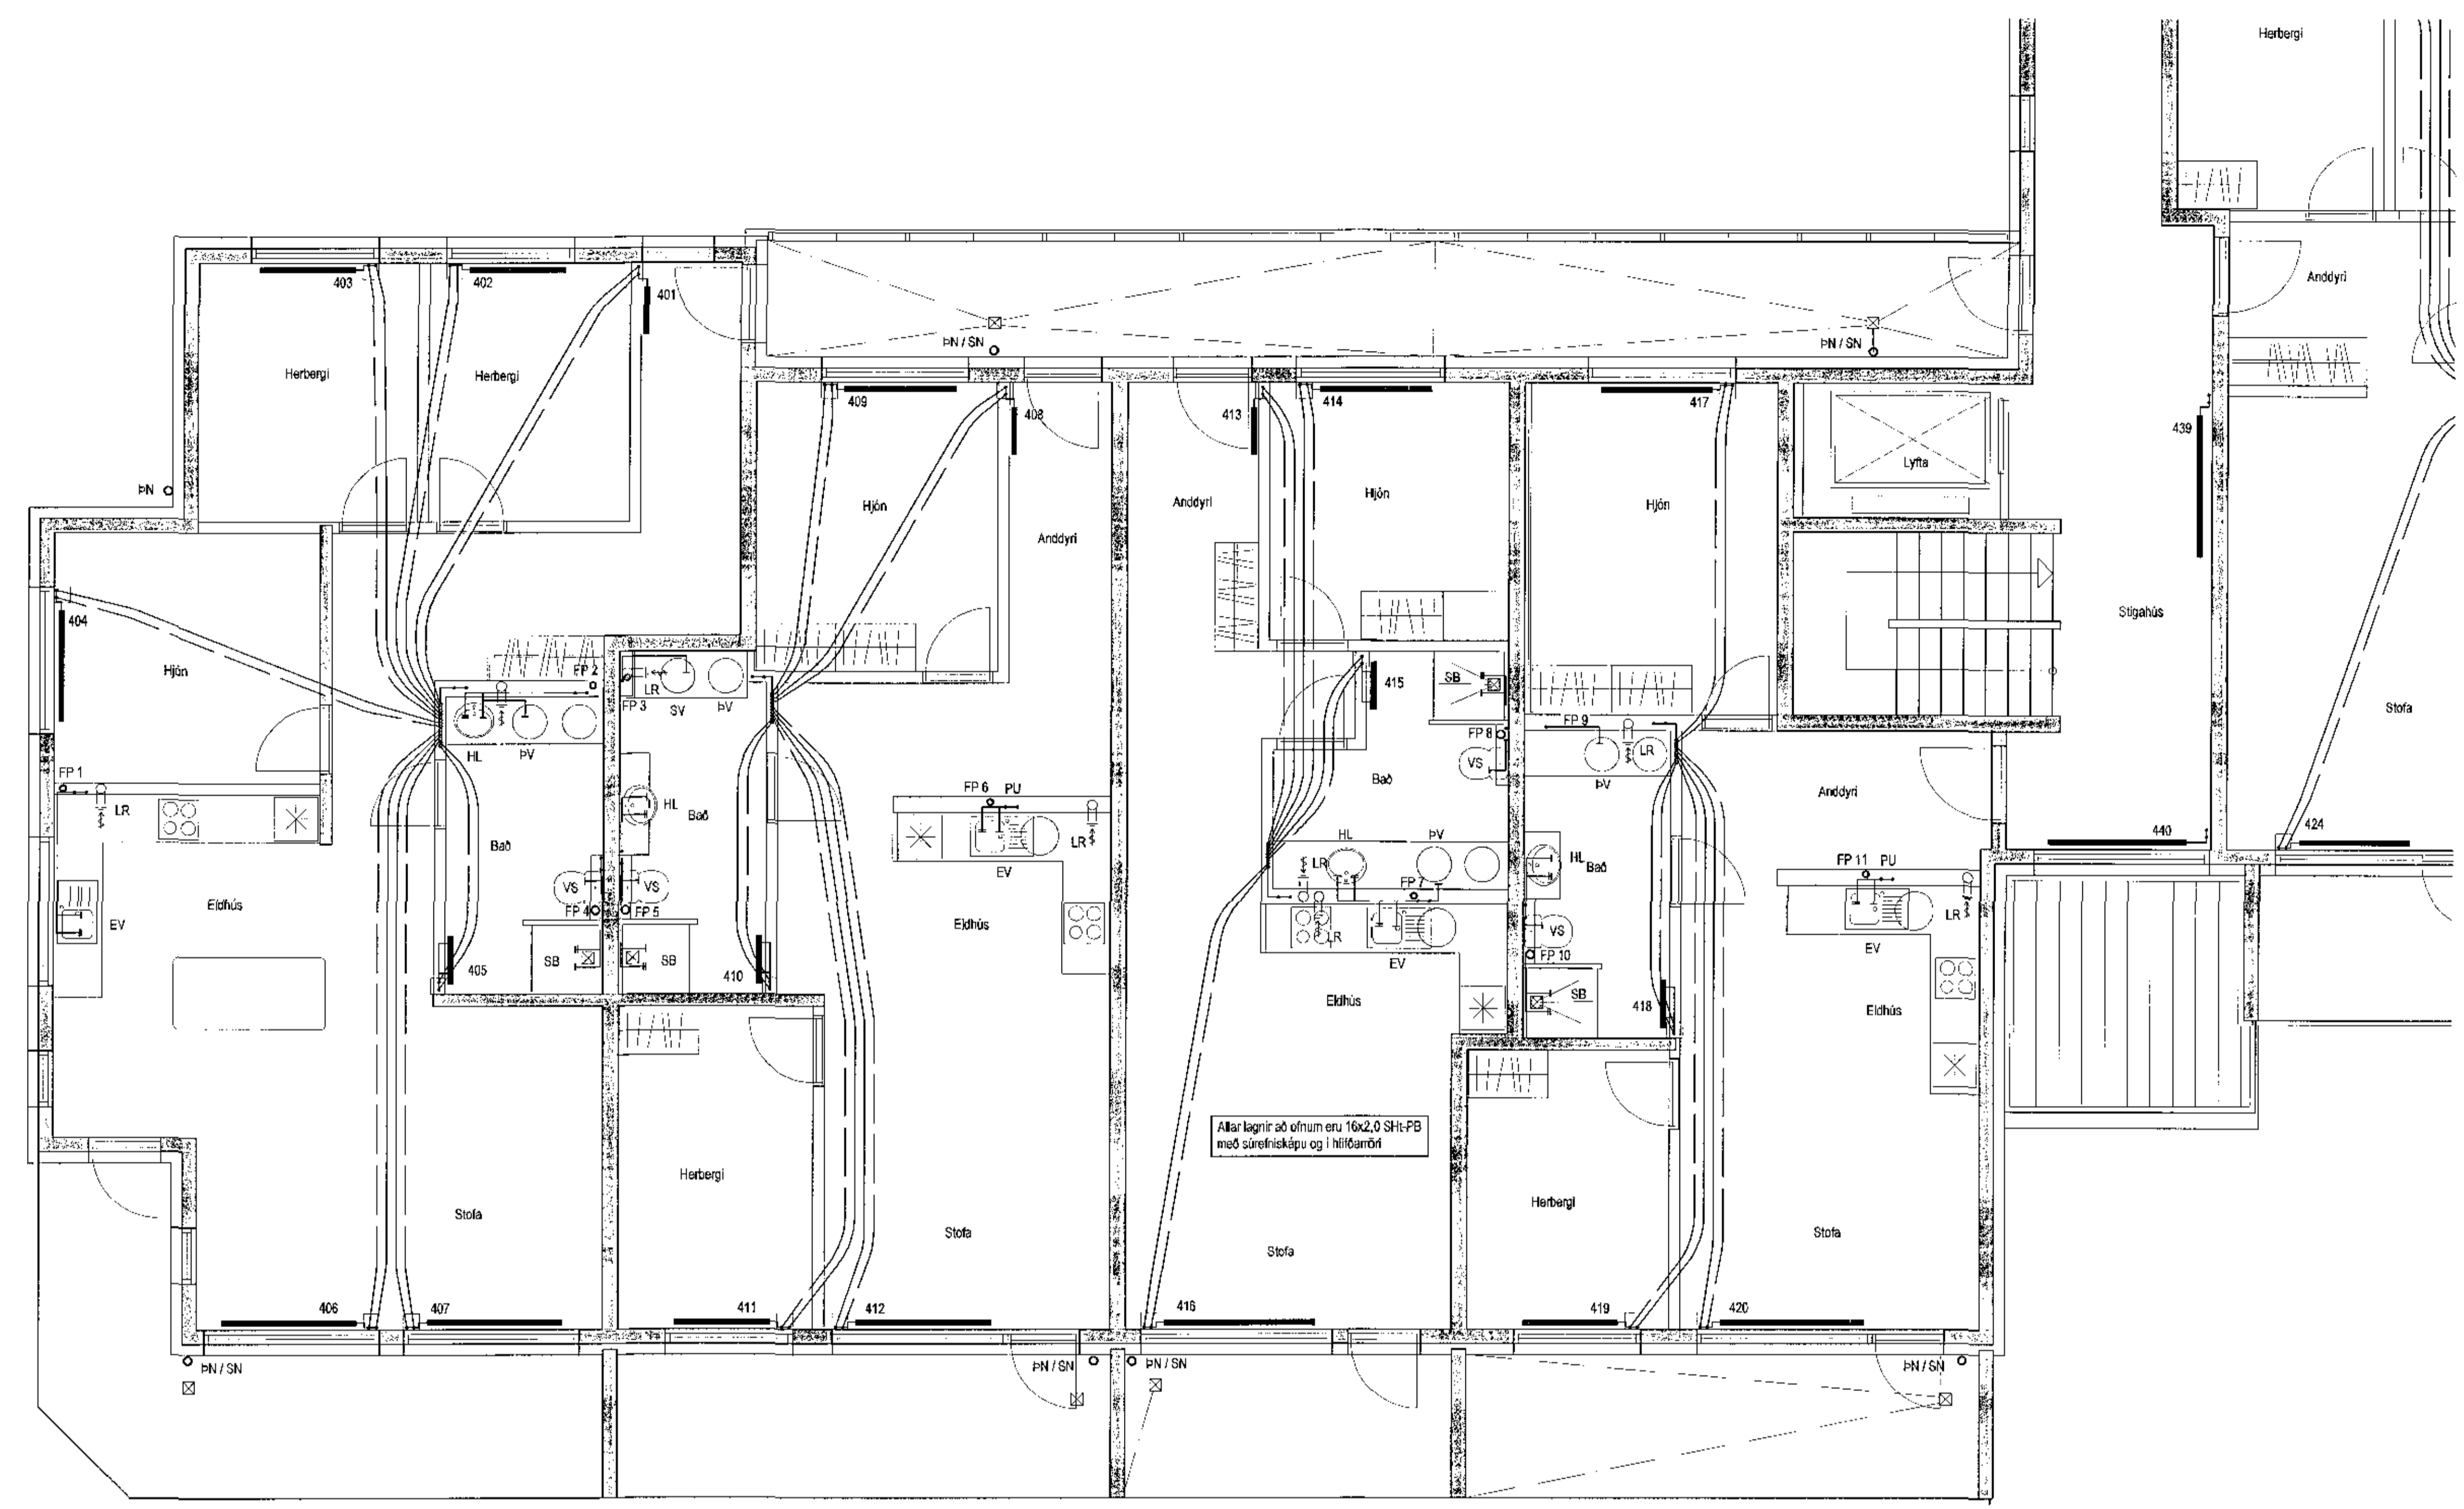 Herbergi
403
402
401
Anddyri
ÞN / SN
ÞN / SN
Herbergi
Herbergi
409
408
413
414
417
439
Lyfta
ÞN
Hjón
Anddyri
Anddyri
Hjón
Hjón
404
Stigahús
Hjón
FP 2
LR
FP 3
SV
ÞV
415
SB
Stofa
HL
ÞV
FP 8
VS
FP 9
LR
ÞV
FP 1
LR
HL
Bað
Bað
FP 6 PU
LR
EV
Bað
HL
ÞV
Anddyri
440
424
EV
Eldhús
VS
VS
FP 4
FP 5
Eldhús
LR
FP 7
LR
EV
HL
Bað
VS
FP 10
FP 11 PU
LR
EV
405
SB
SB
410
Eldhús
SB
418
Eldhús
Allar lagnir að ofnum eru 16x2,0 SHt-PB
með súrefniskápu og í hlífðarröri
Herbergi
Herbergi
Stofa
Stofa
Stofa
Stofa
406
407
411
412
416
419
420
ÞN / SN
ÞN / SN
ÞN / SN
ÞN / SN